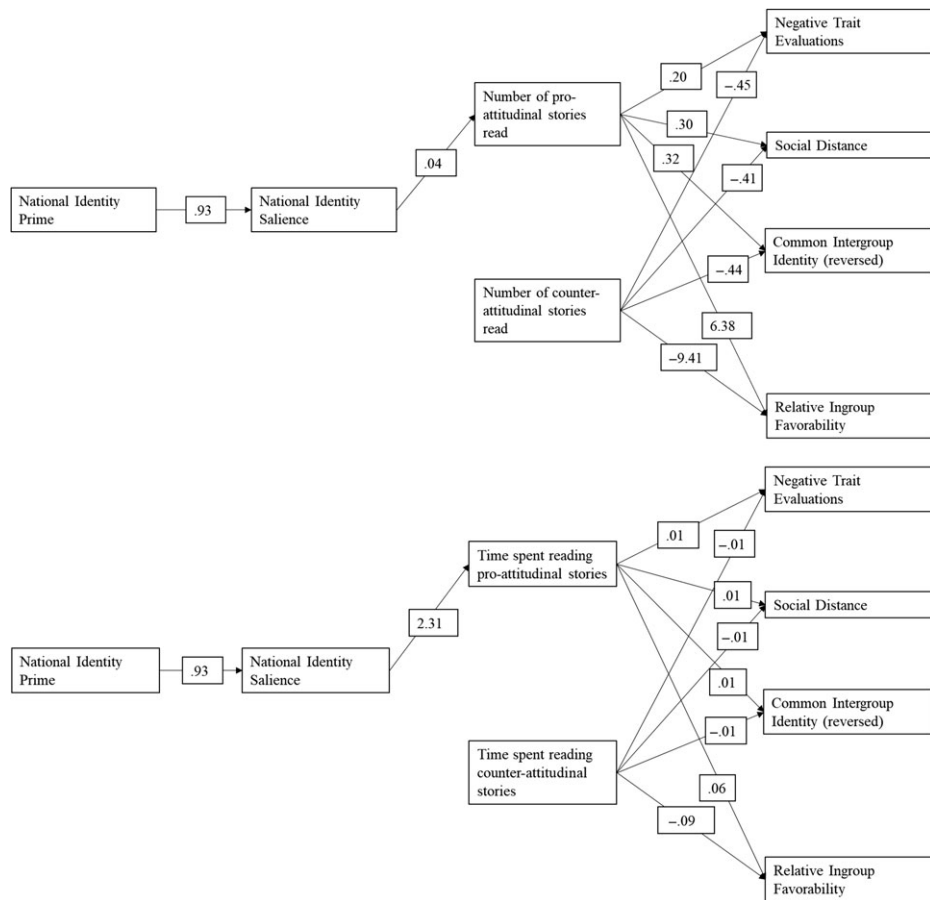 Negative Trait
Evaluations
.20
–.45
Number of pro-
attitudinal stories
read
.30
Social Distance
.04
.32
–.41
National Identity
Prime
.93
National Identity
Salience
Common Intergroup
Identity (reversed)
–.44
Number of counter-
attitudinal stories
read
6.38
–9.41
Relative Ingroup
Favorability
Negative Trait
Evaluations
.01
–.01
Time spent reading
pro-attitudinal stories
.01
Social Distance
2.31
–.01
National Identity
Prime
.93
National Identity
Salience
.01
Common Intergroup
Identity (reversed)
–.01
Time spent reading
counter-attitudinal
stories
.06
–.09
Relative Ingroup
Favorability